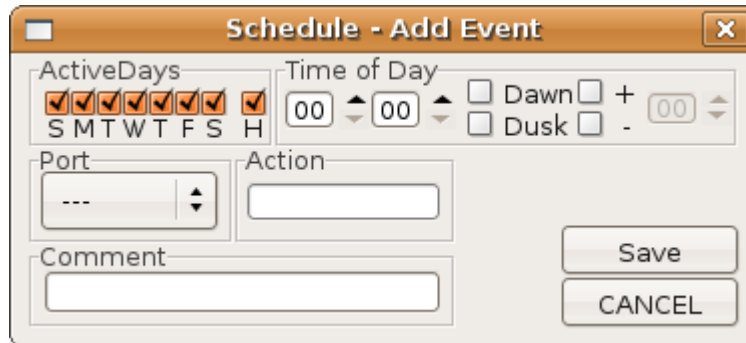 Schedule - Add Event
ActiveDays
S M T W T F S H
Time of Day
00 00
Dawn +
Dusk -
00
Port
---
Action
Comment
Save
CANCEL